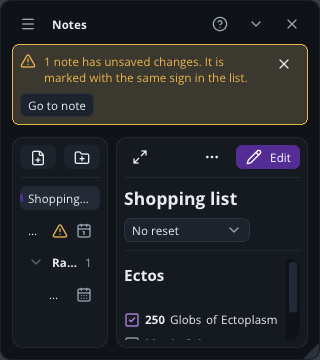 Notes
1 note has unsaved changes. It is
marked with the same sign in the list.
Go to note
Edit
Shopping...
Shopping list
...
1
No reset
Ra... 1
Ectos
...
250 Globs of Ectoplasm